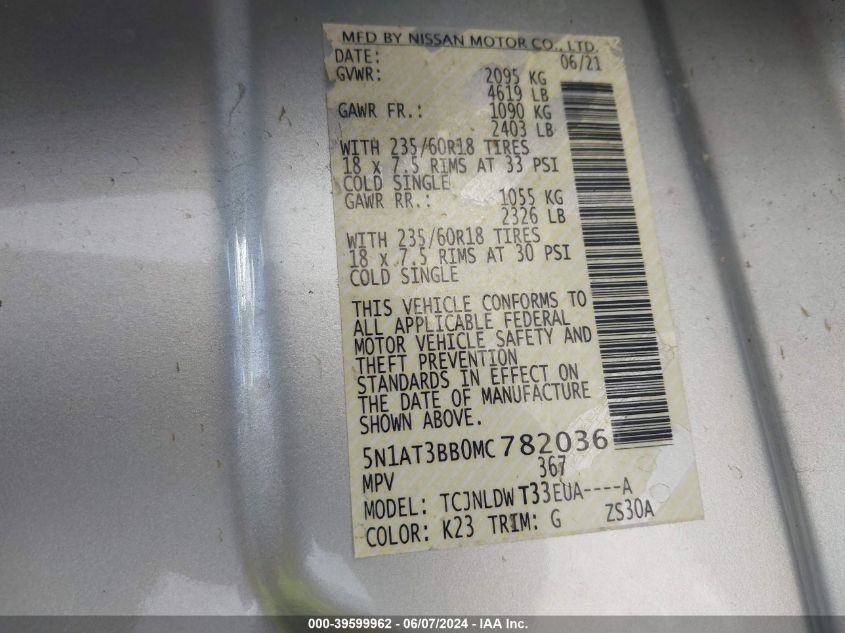 MFD BY NISSAN MOTOR CO., LTD.
DATE: 06/21
GVWR: 2095 KG
4619 LB
GAWR FR.: 1090 KG
2403 LB
WITH 235/60R18 TIRES
18 x 7.5 RIMS AT 33 PSI
COLD SINGLE
GAWR RR.: 1055 KG
2326 LB
WITH 235/60R18 TIRES
18 x 7.5 RIMS AT 30 PSI
COLD SINGLE
THIS VEHICLE CONFORMS TO
ALL APPLICABLE FEDERAL
MOTOR VEHICLE SAFETY AND
THEFT PREVENTION
STANDARDS IN EFFECT ON
THE DATE OF MANUFACTURE
SHOWN ABOVE.
5N1AT3BB0MC782036
MPV 367
MODEL: TCJNLDWT33EUA----A
COLOR: K23 TRIM: G ZS30A
000-39599962 - 06/07/2024 - IAA Inc.